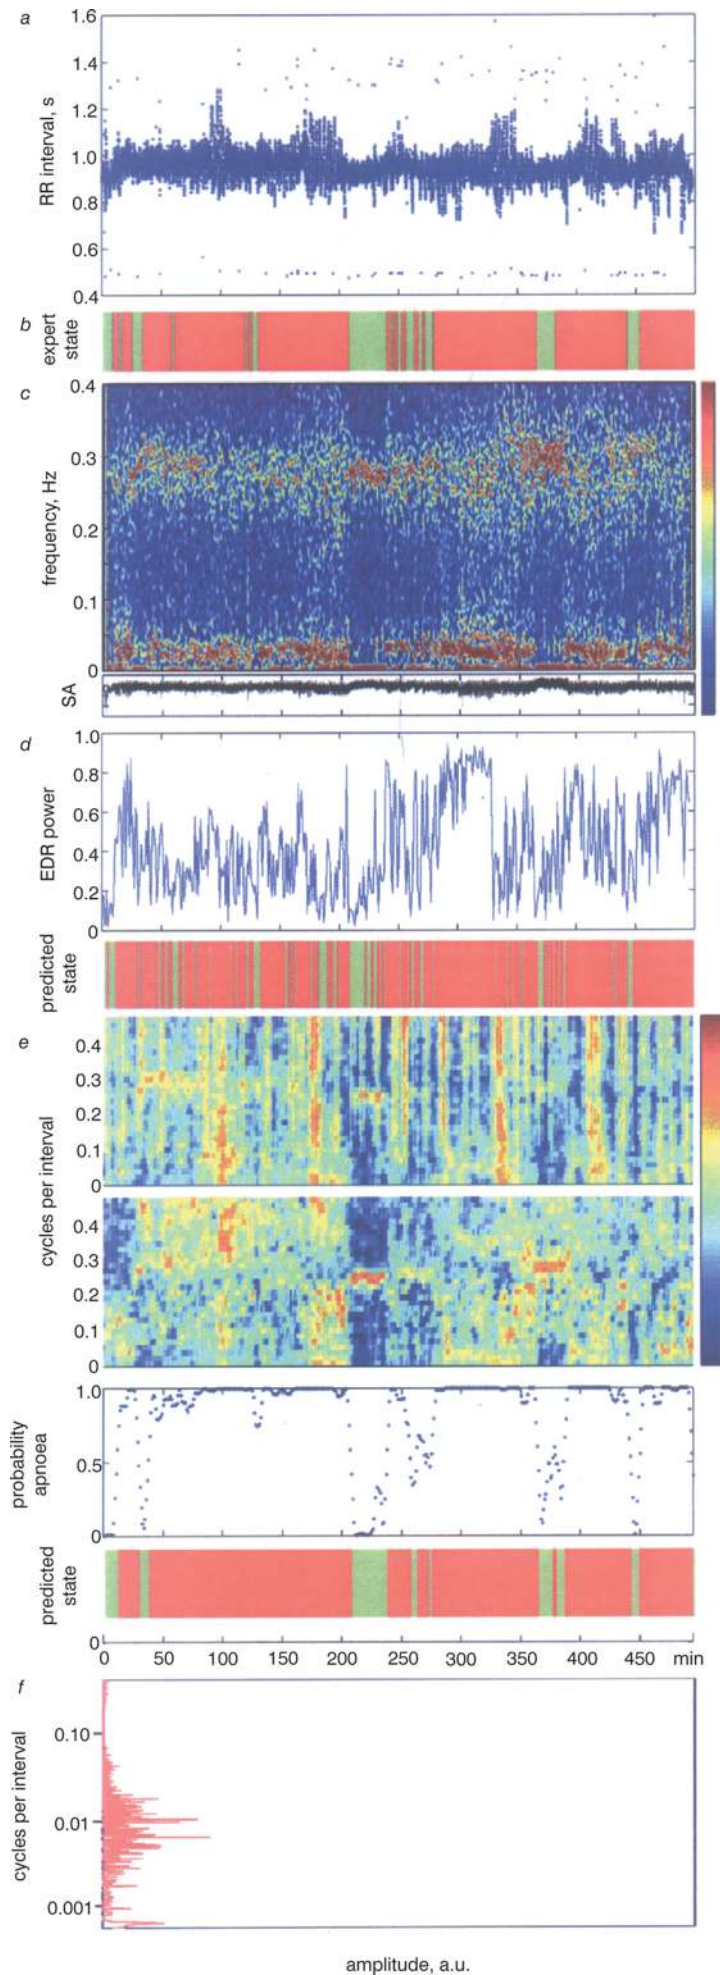 a
1.6
1.4
1.2
1.0
0.8
0.6
0.4
RR interval, s
b
expert
state
c
0.4
0.3
0.2
0.1
0
frequency, Hz
SA
d
1.0
0.8
0.6
0.4
0.2
0
EDR power
predicted
state
e
0.4
0.3
0.2
0.1
0
0.4
0.3
0.2
0.1
0
cycles per interval
1.0
0.5
0
probability
apnoea
predicted
state
0
0 50 100 150 200 250 300 350 400 450 min
f
0.10
0.01
0.001
cycles per interval
amplitude, a.u.